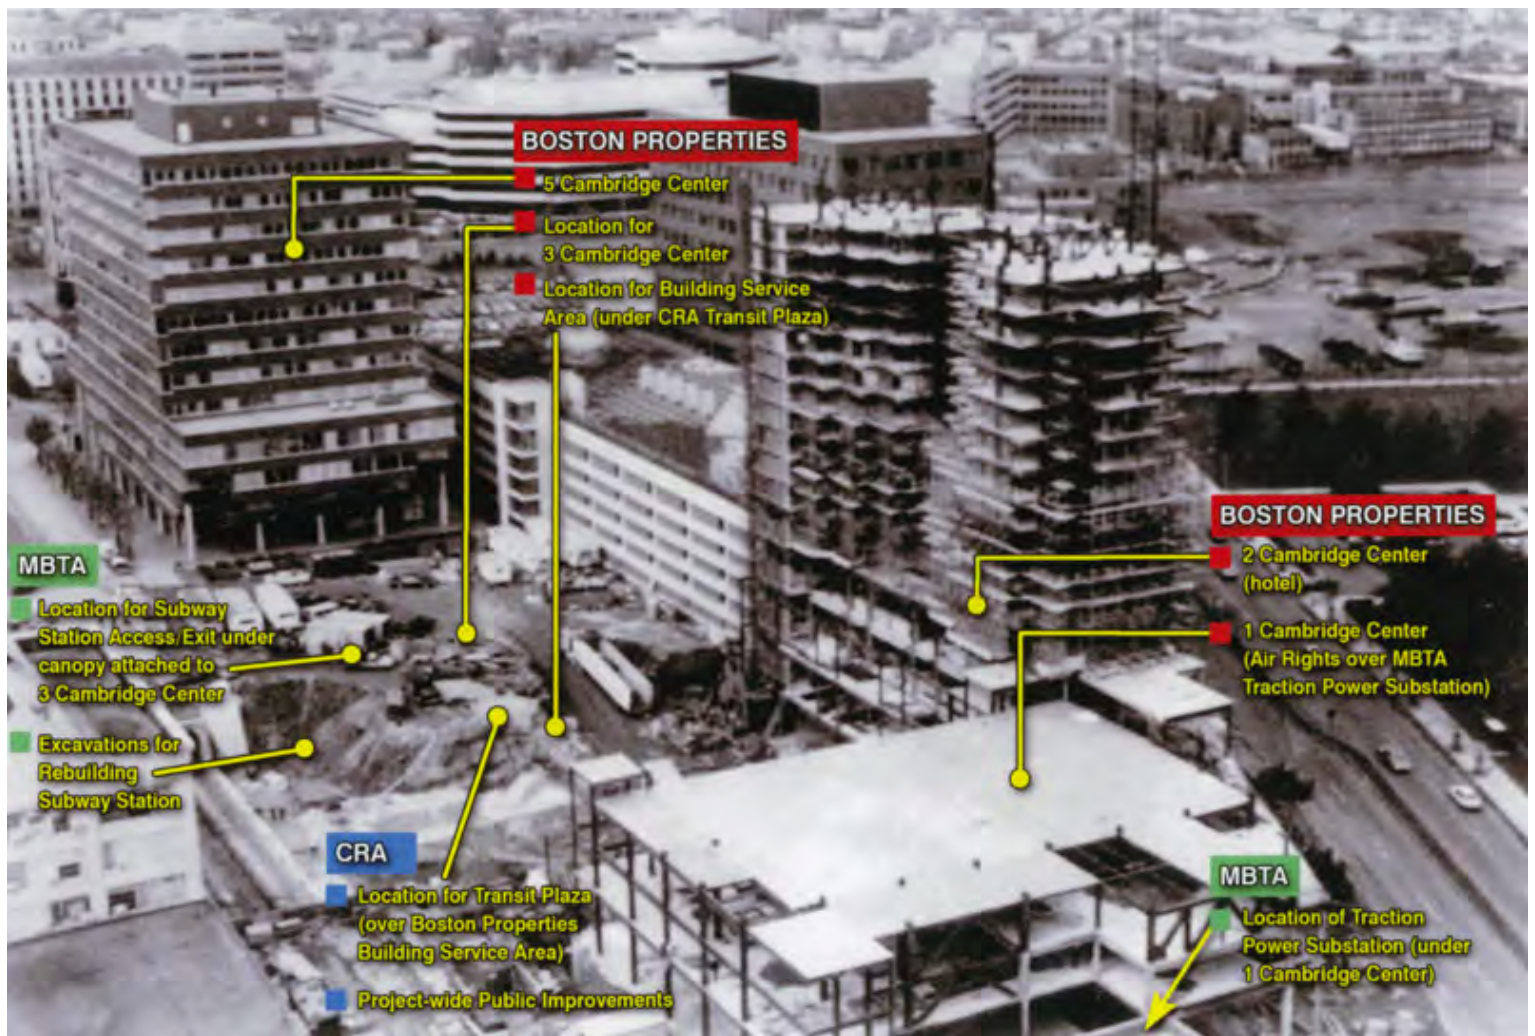 BOSTON PROPERTIES
5 Cambridge Center
Location for
3 Cambridge Center
Location for Building Service
Area (under CRA Transit Plaza)
BOSTON PROPERTIES
2 Cambridge Center
(hotel)
1 Cambridge Center
(Air Rights over MBTA
Traction Power Substation)
MBTA
Location for Subway
Station Access/Exit under
canopy attached to
3 Cambridge Center
Excavations for
Rebuilding
Subway Station
CRA
Location for Transit Plaza
(over Boston Properties
Building Service Area)
Project-wide Public Improvements
MBTA
Location of Traction
Power Substation (under
1 Cambridge Center)